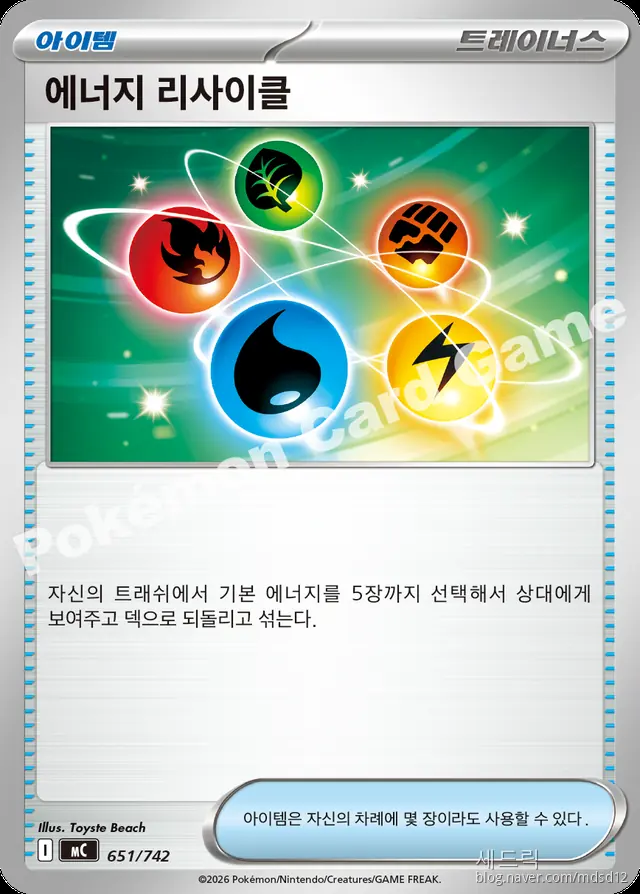 아이템
트레이너스
에너지 리사이클
Pokémon Card Game
자신의 트래쉬에서 기본 에너지를 5장까지 선택해서 상대에게
보여주고 덱으로 되돌리고 섞는다.
아이템은 자신의 차례에 몇 장이라도 사용할 수 있다.
Illus. Toyste Beach
I MC 651/742
©2026 Pokémon/Nintendo/Creatures/GAME FREAK.
세드릭
blog.naver.com/mdsd12